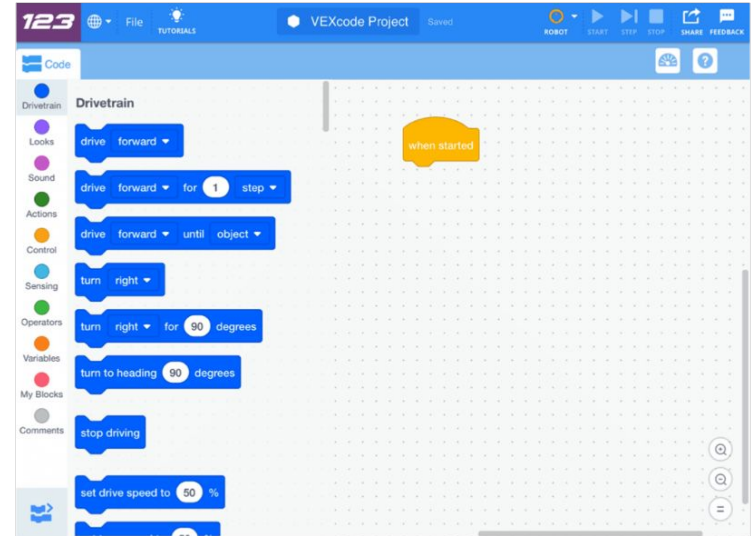 123 File TUTORIALS VEXcode Project Saved ROBOT START STEP STOP SHARE FEEDBACK
Code ?
Drivetrain
Looks
Sound
Actions
Control
Sensing
Operators
Variables
My Blocks
Comments
Drivetrain
drive forward
drive forward for 1 step
drive forward until object
turn right
turn right for 90 degrees
turn to heading 90 degrees
stop driving
set drive speed to 50 %
when started
=